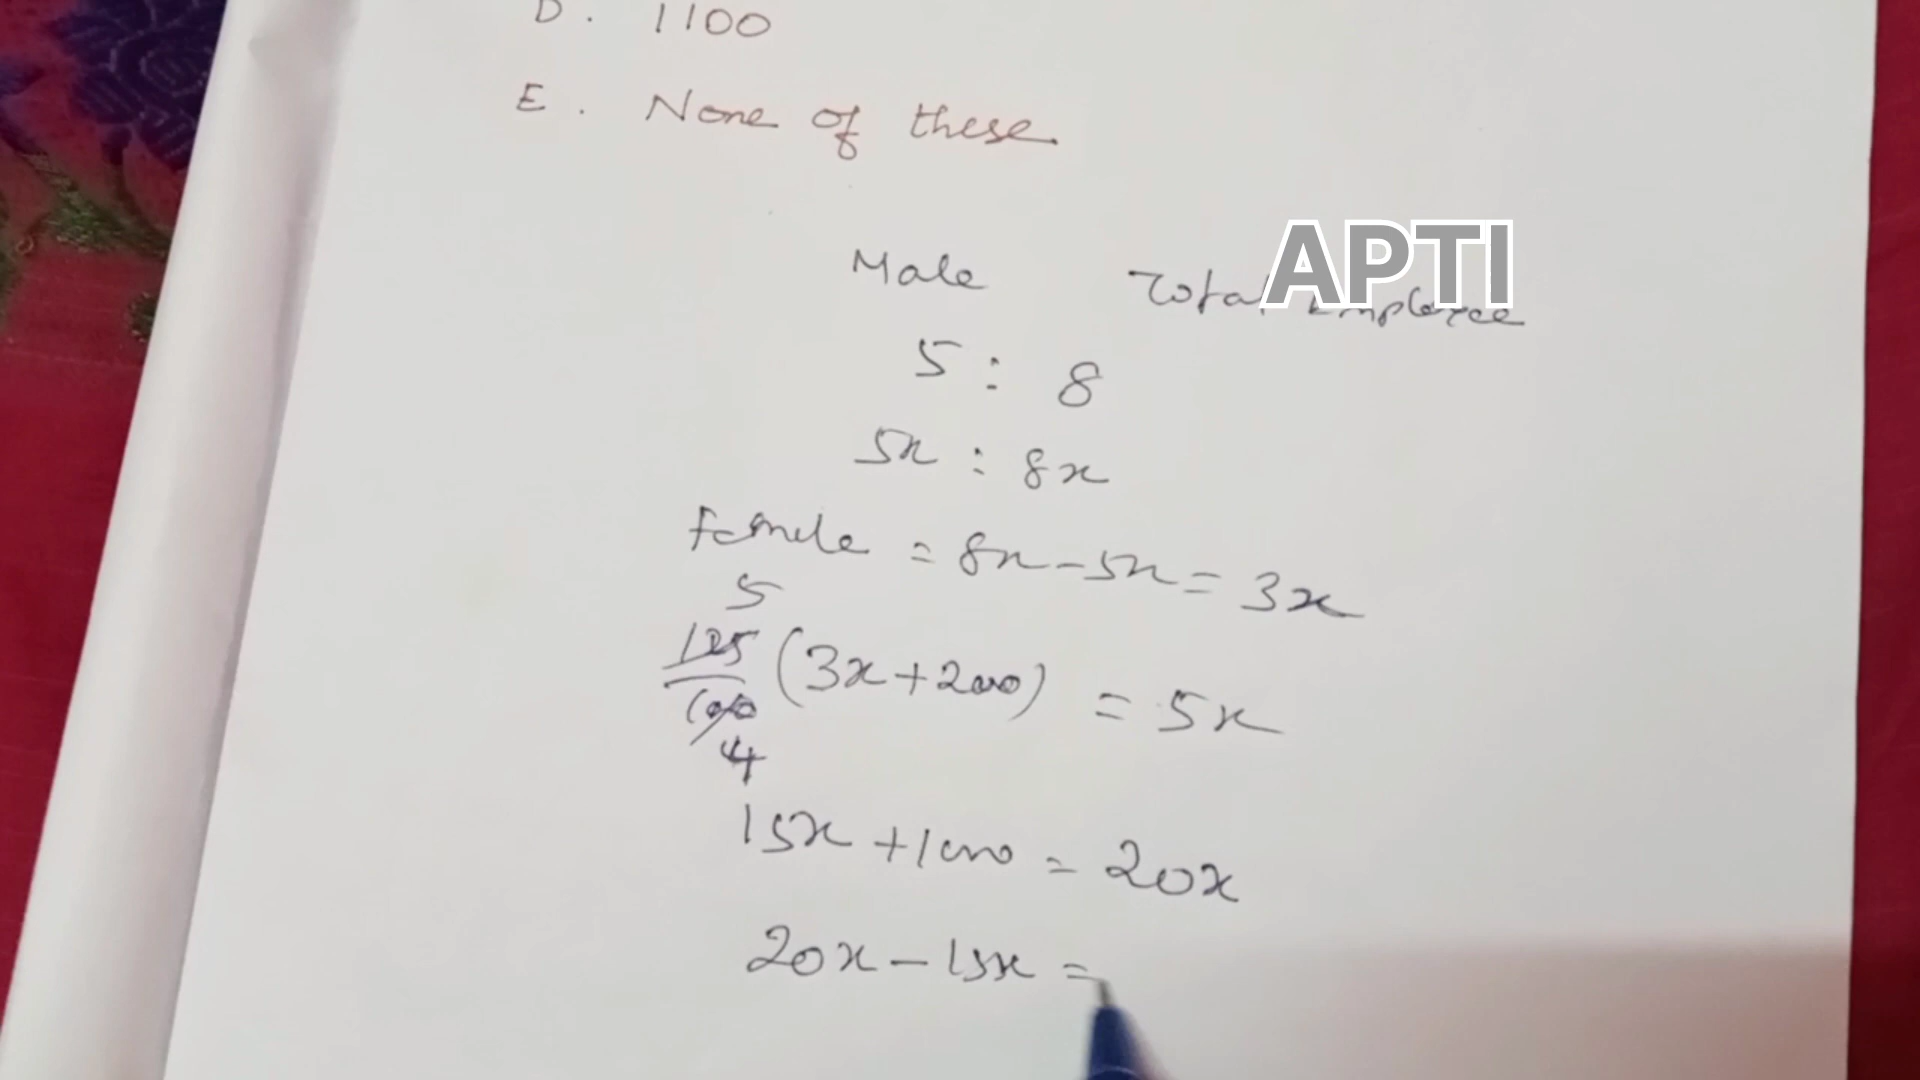 D. 1100
E. None of these
APTI
Male Total Employee
5 : 8
5x : 8x
Female = 8x - 5x = 3x
5
125/100 (3x + 200) = 5x
4
15x + 1000 = 20x
20x - 15x =